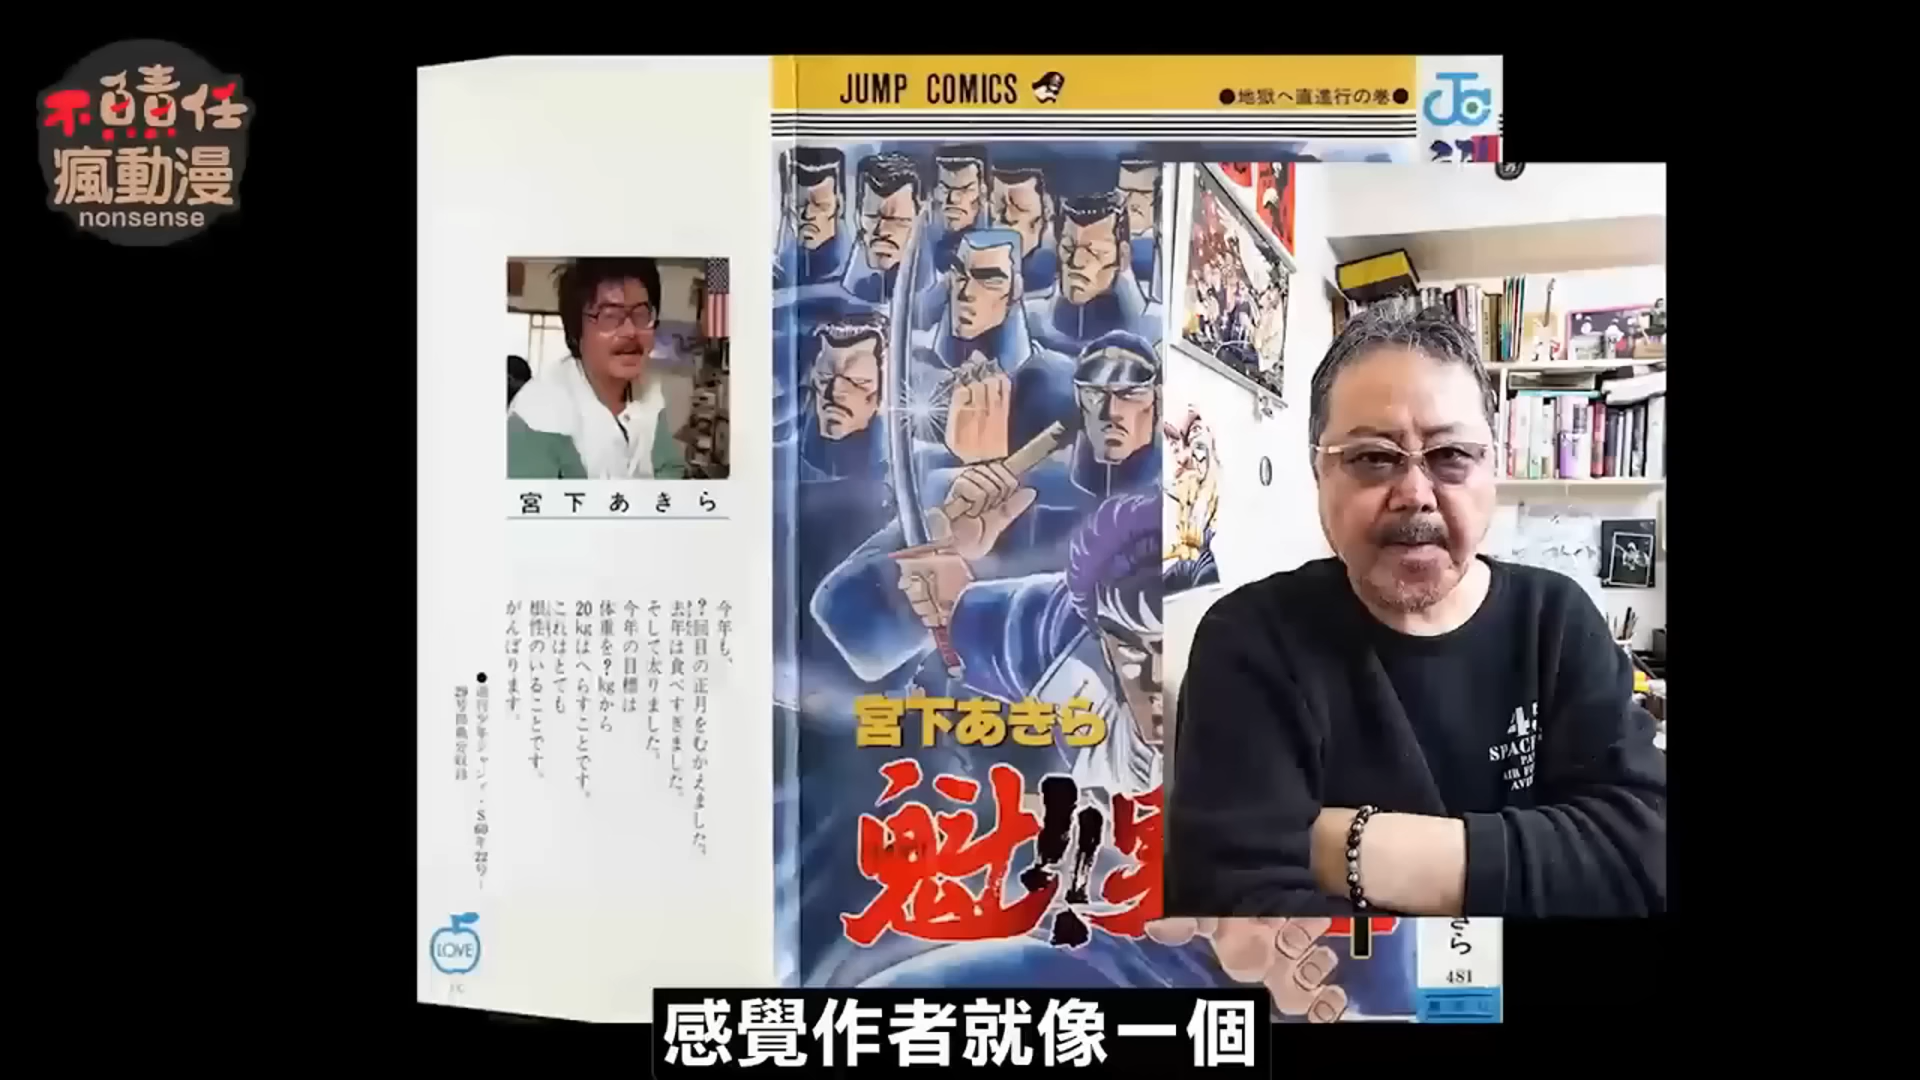 不負責任
瘋動漫
nonsense
JUMP COMICS
●地獄へ直進行の巻●
宮下あきら
今年も、
?回目の正月をむかえました。
去年は食べすぎました。
そして太りました。
今年の目標は
体重を?kgから
20kgはへらすことです。
これはとても
根性のいることです。
がんばります。
LOVE
宮下あきら
魁!!男
481
感覺作者就像一個